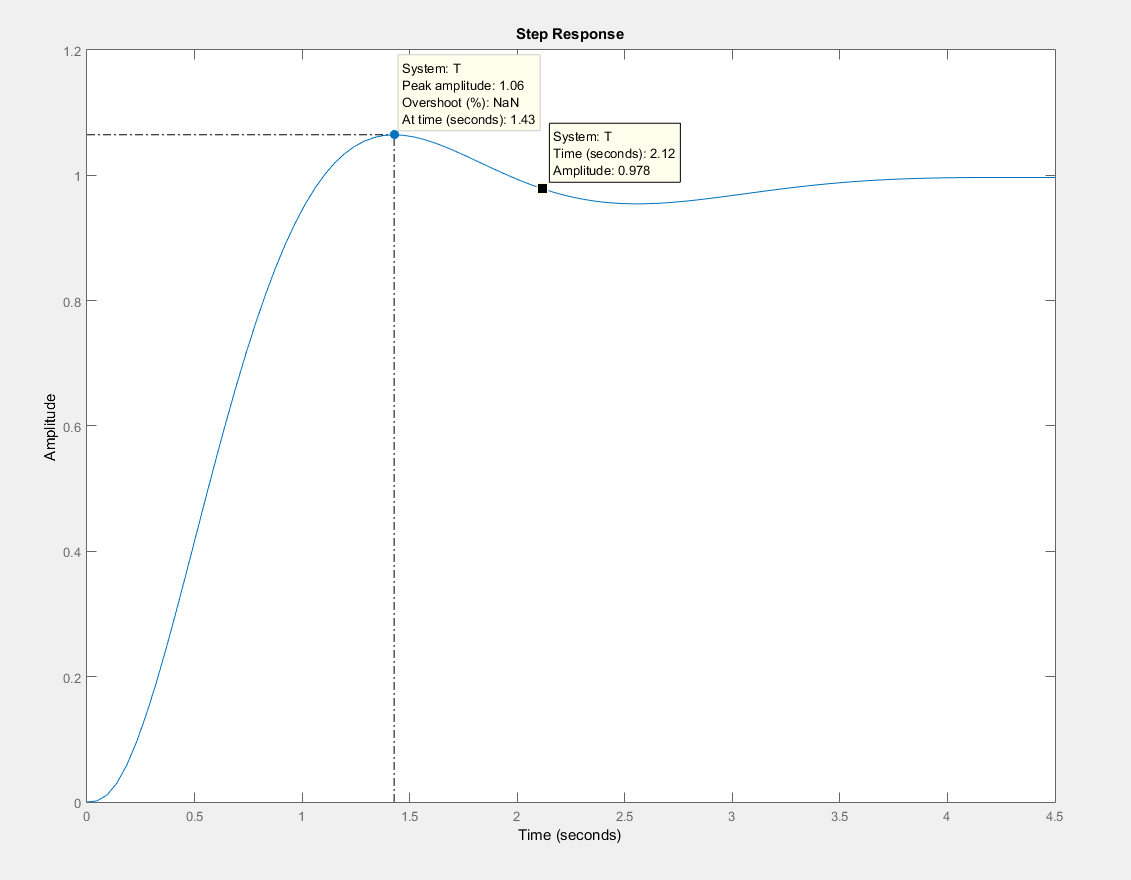 Step Response
System: T
Peak amplitude: 1.06
Overshoot (%): NaN
At time (seconds): 1.43
System: T
Time (seconds): 2.12
Amplitude: 0.978
Amplitude
1.2
1
0.8
0.6
0.4
0.2
0
0 0.5 1 1.5 2 2.5 3 3.5 4 4.5
Time (seconds)